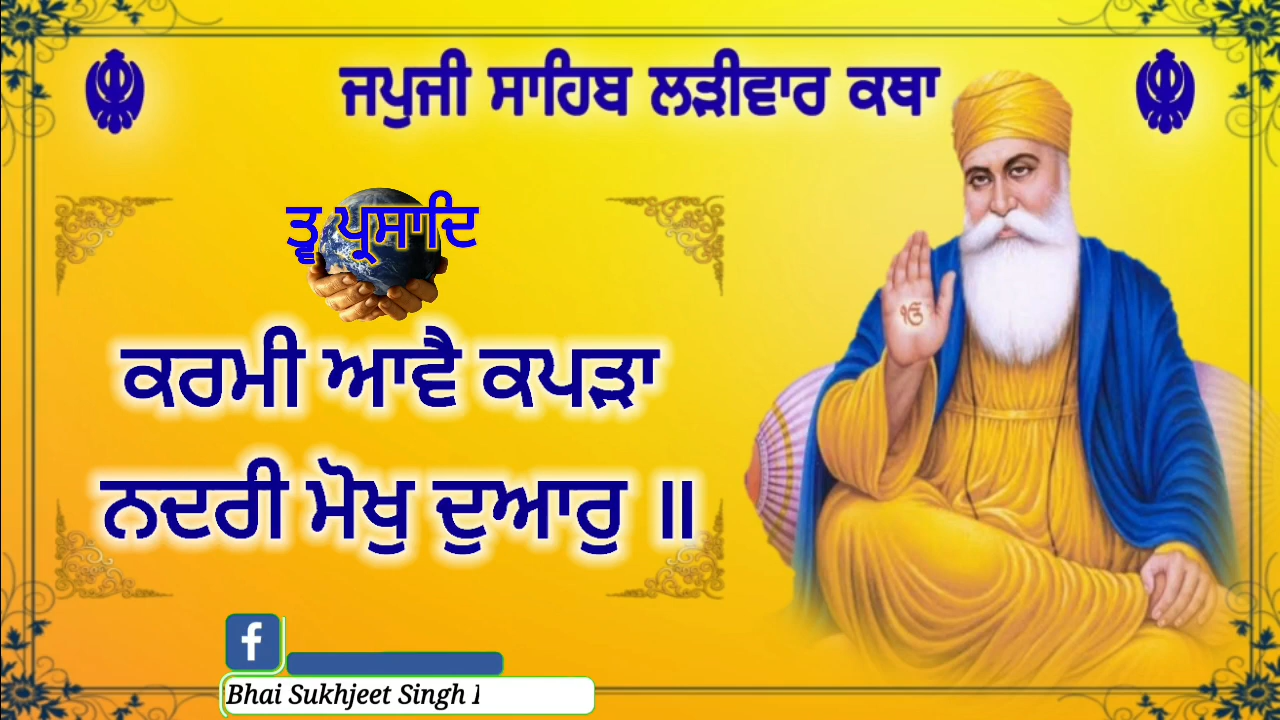 ਜਪੁਜੀ ਸਾਹਿਬ ਲੜੀਵਾਰ ਕਥਾ
ਤ੍ਵ ਪ੍ਰਸਾਦਿ
ਕਰਮੀ ਆਵੈ ਕਪੜਾ
ਨਦਰੀ ਮੋਖੁ ਦੁਆਰੁ ॥
ੴ
f
Bhai Sukhjeet Singh